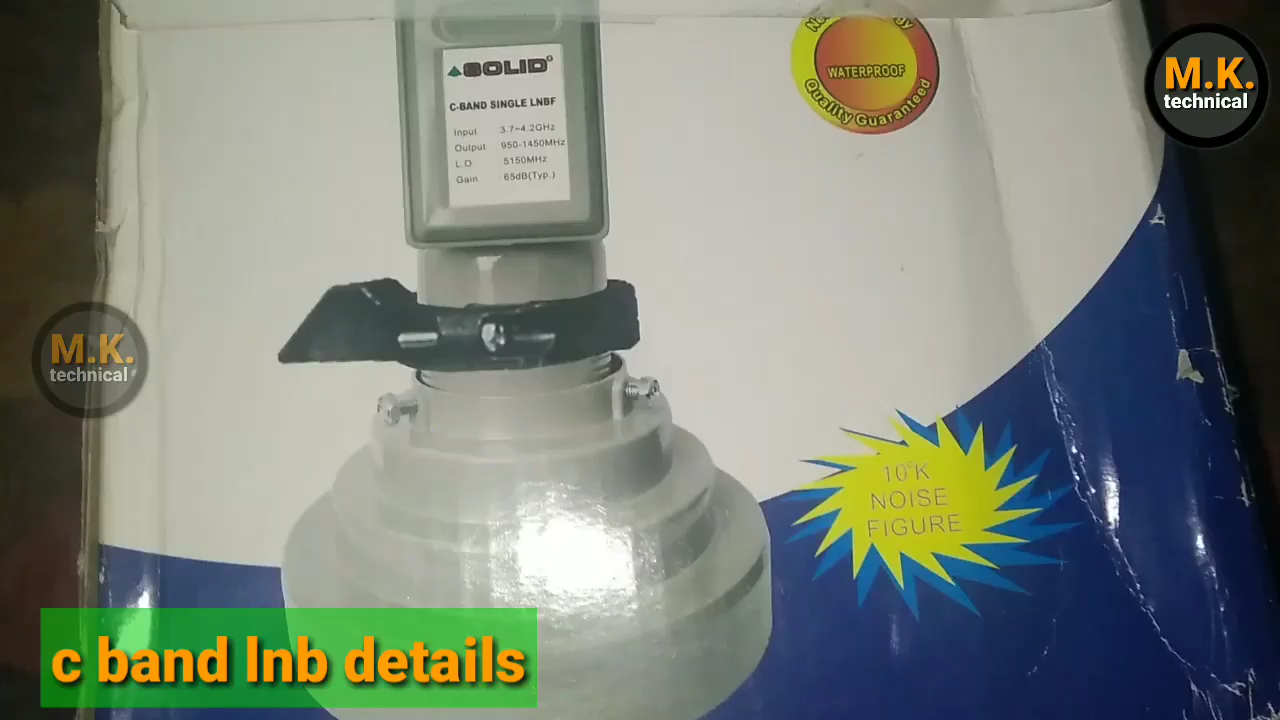 SOLID
C-BAND SINGLE LNBF
Input 3.7~4.2GHz
Output 950-1450MHz
L.O. 5150MHz
Gain 65dB(Typ.)
WATERPROOF
Quality Guaranteed
M.K.
technical
M.K.
technical
10°K
NOISE
FIGURE
c band lnb details